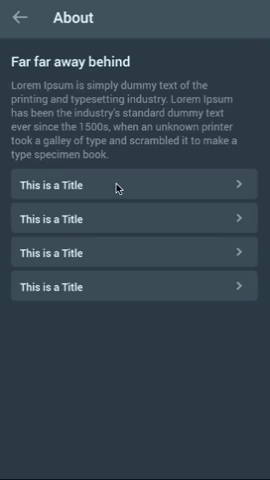 About
Far far away behind
Lorem Ipsum is simply dummy text of the
printing and typesetting industry. Lorem Ipsum
has been the industry's standard dummy text
ever since the 1500s, when an unknown printer
took a galley of type and scrambled it to make a
type specimen book.
This is a Title
This is a Title
This is a Title
This is a Title